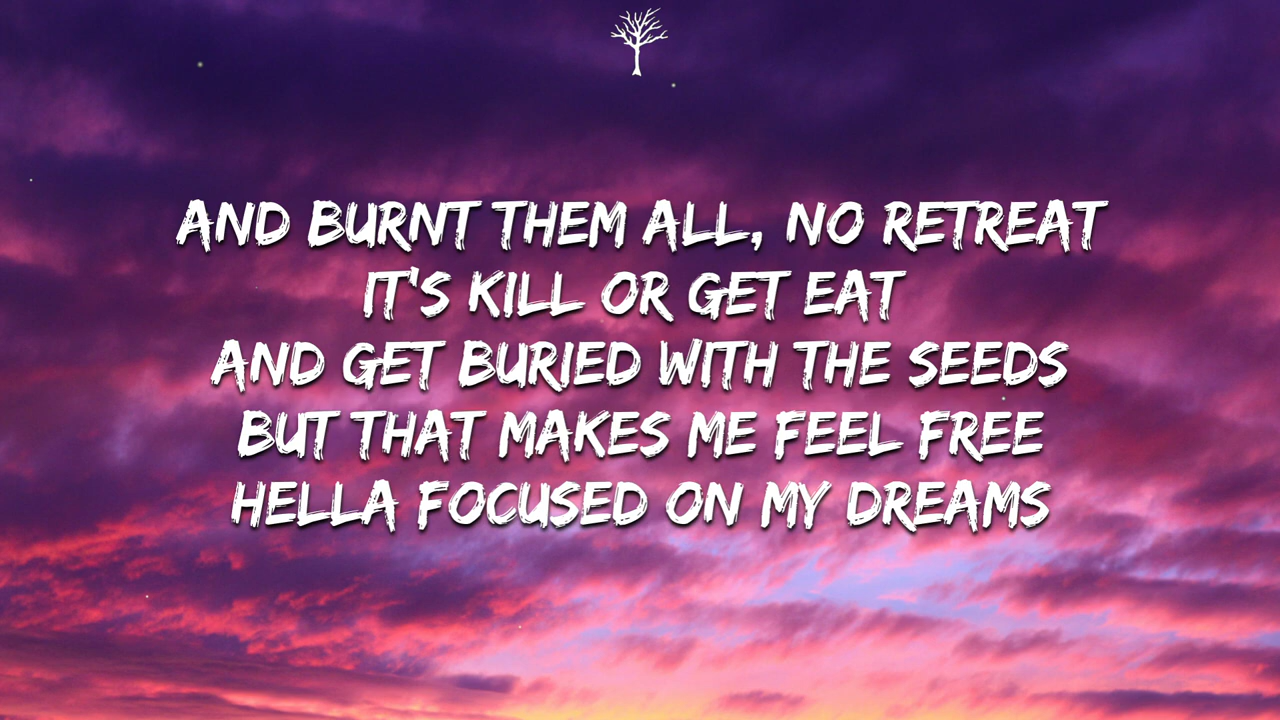 AND BURNT THEM ALL, NO RETREAT
IT'S KILL OR GET EAT
AND GET BURIED WITH THE SEEDS
BUT THAT MAKES ME FEEL FREE
HELLA FOCUSED ON MY DREAMS